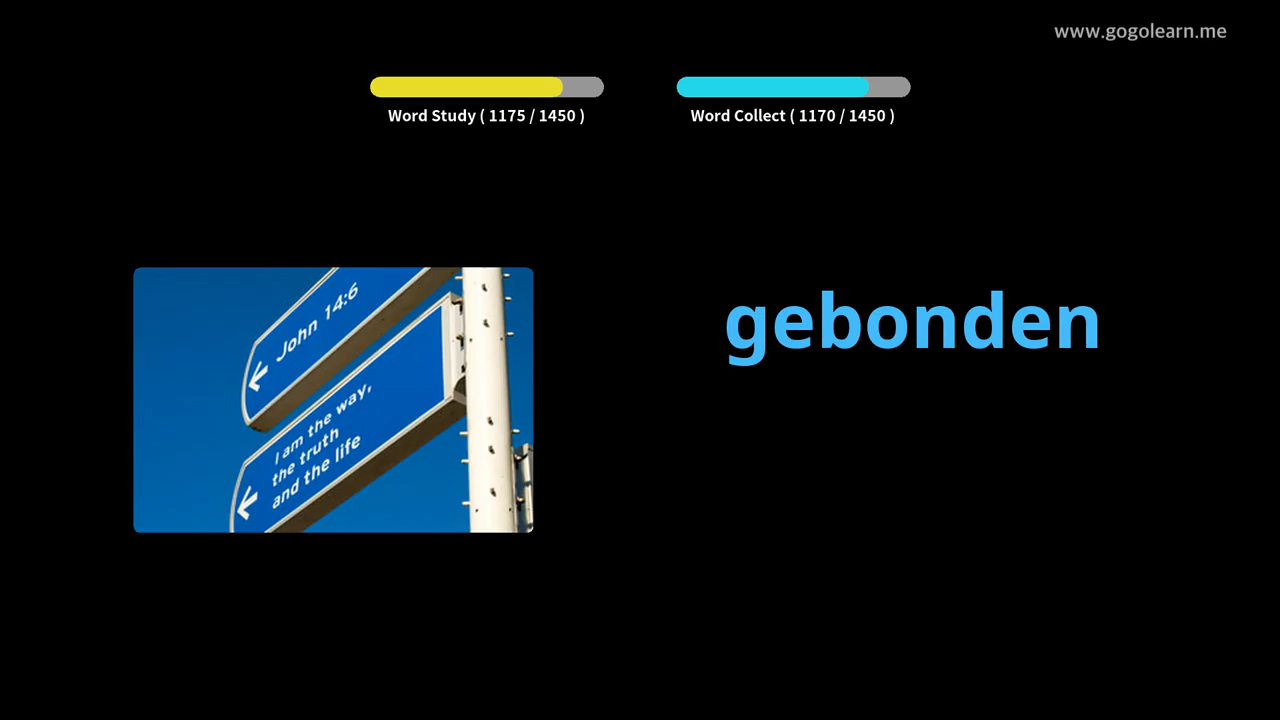 www.gogolearn.me
Word Study ( 1175 / 1450 )
Word Collect ( 1170 / 1450 )
John 14:6
I am the way,
the truth
and the life
gebonden